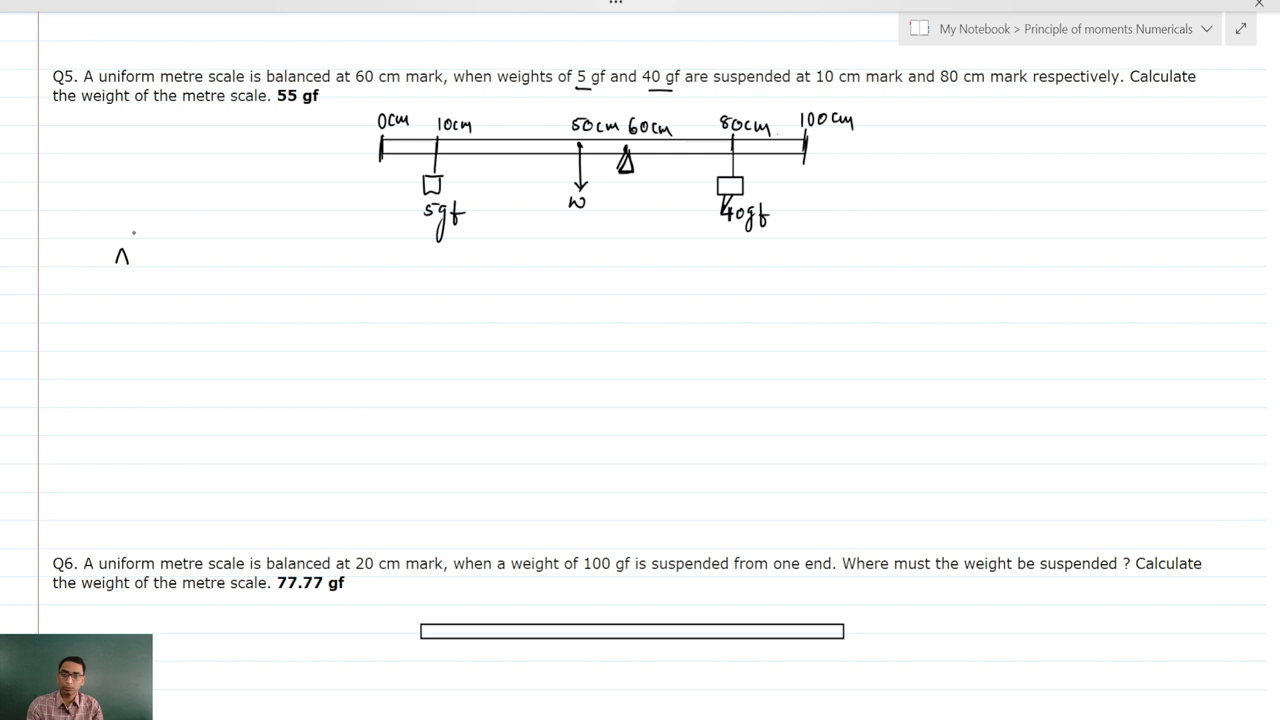 My Notebook > Principle of moments Numericals
Q5. A uniform metre scale is balanced at 60 cm mark, when weights of 5 gf and 40 gf are suspended at 10 cm mark and 80 cm mark respectively. Calculate
the weight of the metre scale. 55 gf
0cm 10cm 50cm 60cm 80cm 100cm
5gf W 40gf
Q6. A uniform metre scale is balanced at 20 cm mark, when a weight of 100 gf is suspended from one end. Where must the weight be suspended ? Calculate
the weight of the metre scale. 77.77 gf